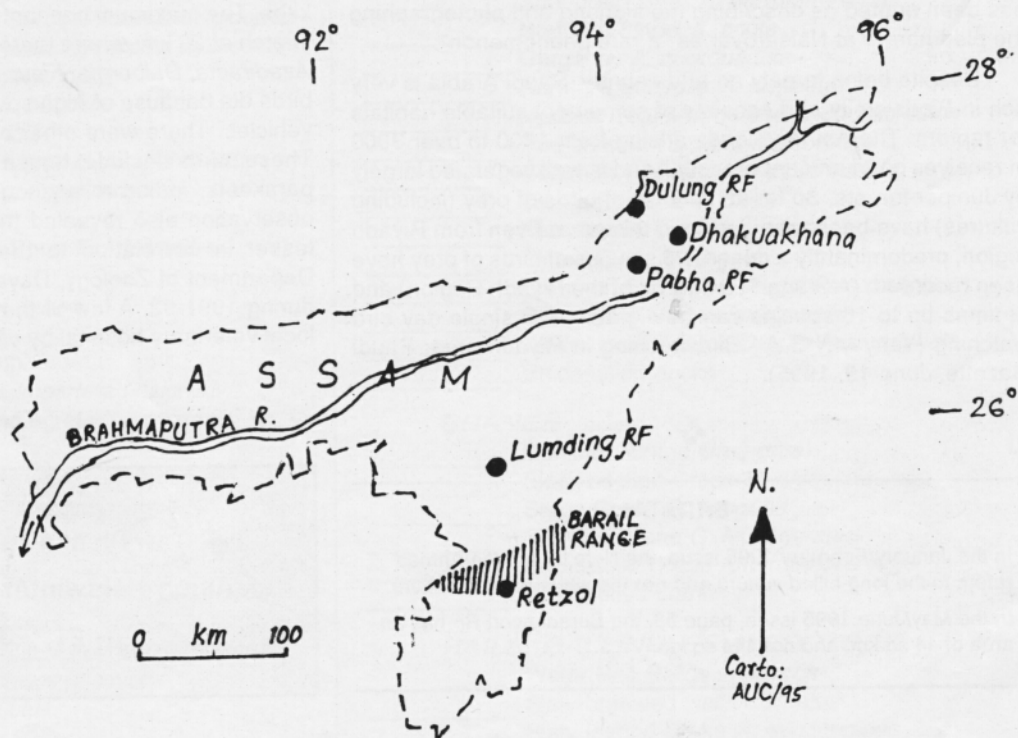 92°
94°
96°
28°
Dulung RF
Dhakuakhana
Pabha. RF
A S S A M
BRAHMAPUTRA R.
26°
Lumding RF
N.
BARAIL
RANGE
Retzol
0 km 100
Carto:
AUC/95